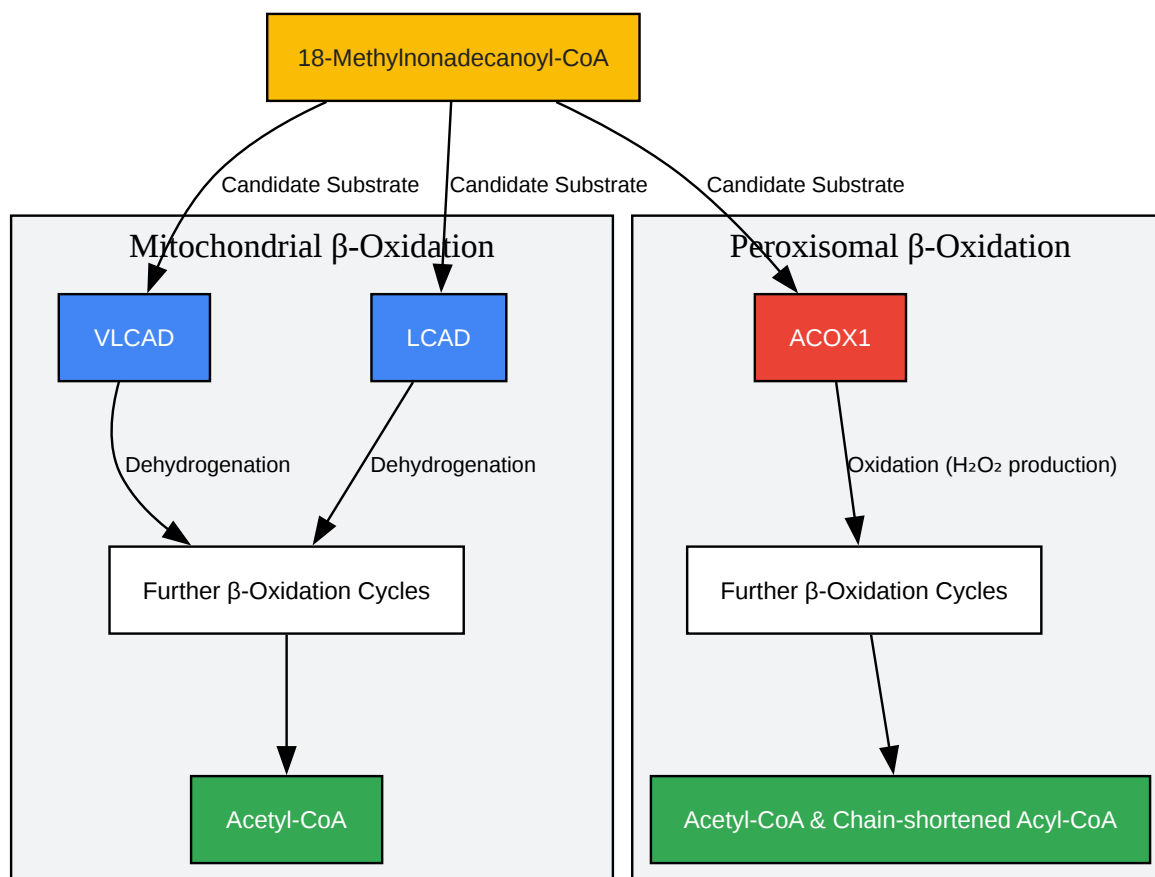 18-Methylnonadecanoyl-CoA
Candidate Substrate
Candidate Substrate
Candidate Substrate
Mitochondrial β-Oxidation
Peroxisomal β-Oxidation
VLCAD
LCAD
ACOX1
Dehydrogenation
Dehydrogenation
Oxidation (H₂O₂ production)
Further β-Oxidation Cycles
Further β-Oxidation Cycles
Acetyl-CoA
Acetyl-CoA & Chain-shortened Acyl-CoA